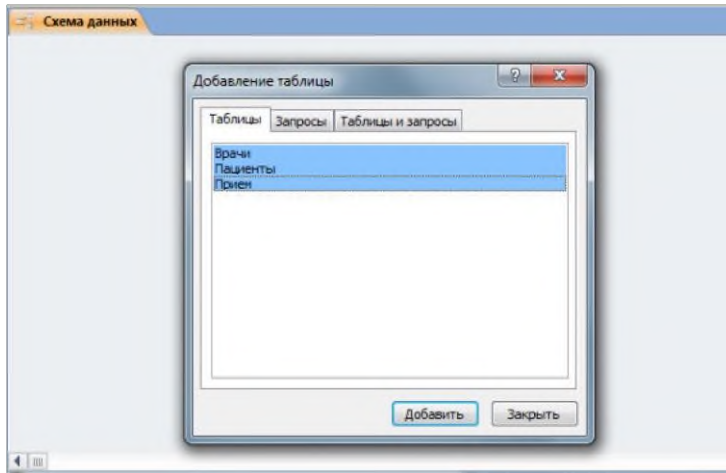 Схема данных
Добавление таблицы
Таблицы Запросы Таблицы и запросы
Врачи
Пациенты
Прием
Добавить Закрыть